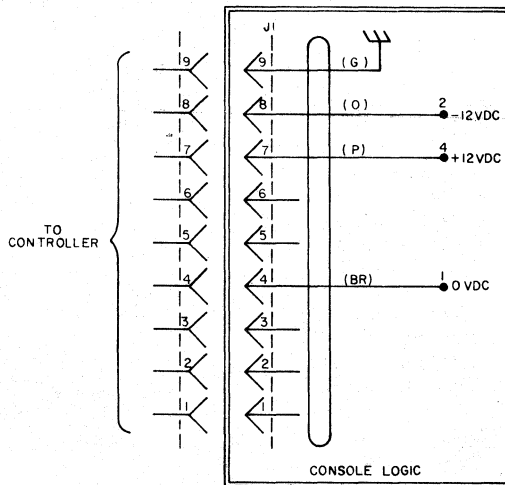 J1
9 9 (G)
8 8 (O) 2 -12VDC
7 7 (P) 4 +12VDC
6 6
TO CONTROLLER
5 5
4 4 (BR) 1 0 VDC
3 3
2 2
1 1
CONSOLE LOGIC